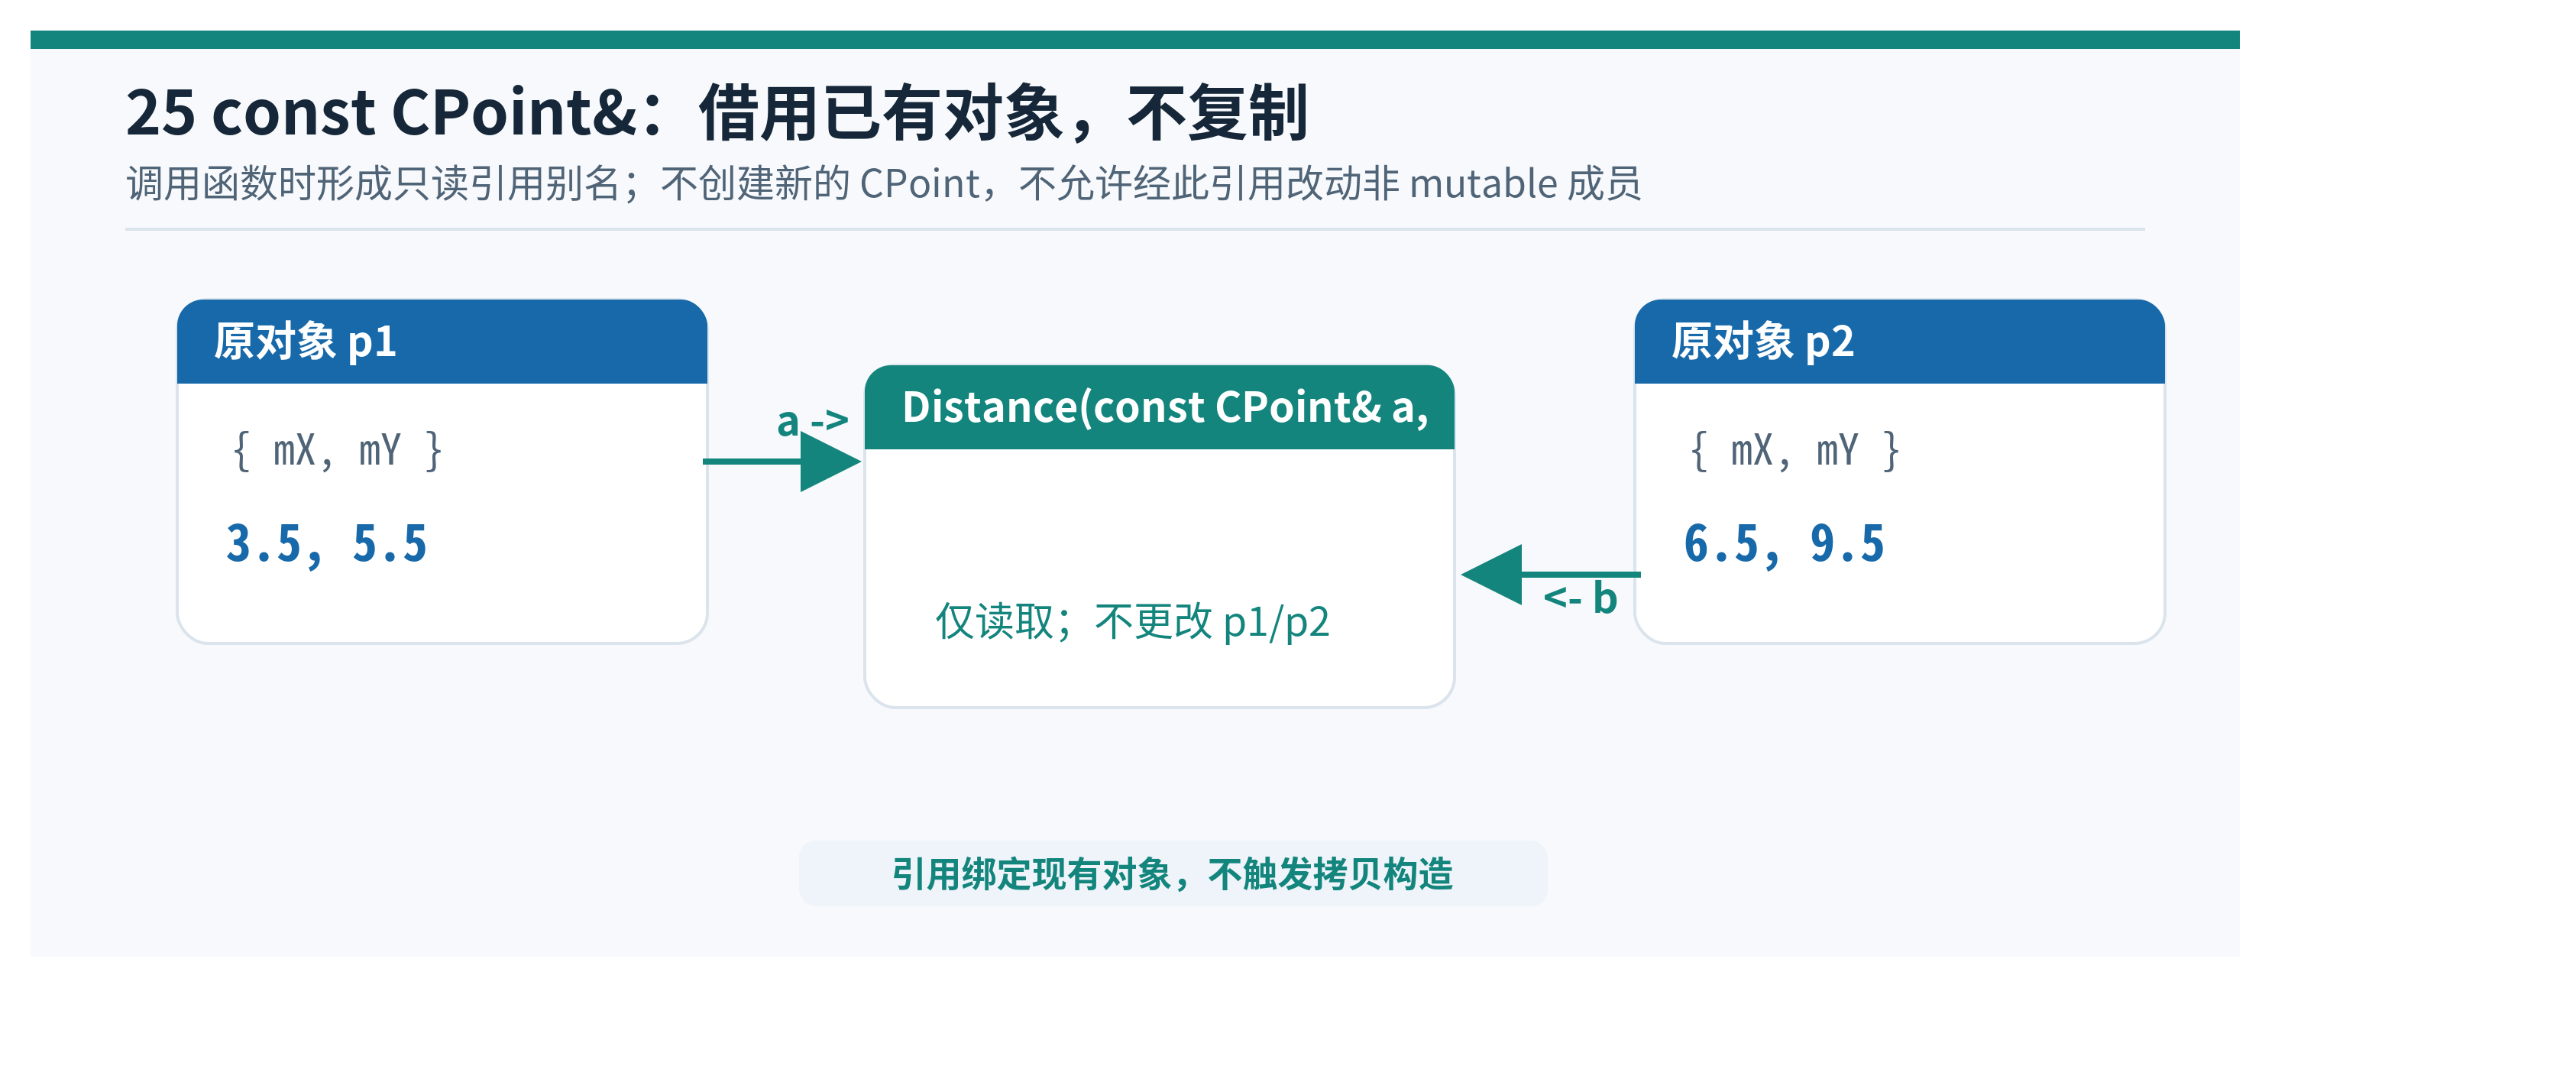 25 const CPoint&：借用已有对象，不复制
调用函数时形成只读引用别名；不创建新的 CPoint，不允许经此引用改动非 mutable 成员
原对象 p1
{ mX, mY }
3.5, 5.5
a ->
Distance(const CPoint& a,
仅读取；不更改 p1/p2
<- b
原对象 p2
{ mX, mY }
6.5, 9.5
引用绑定现有对象，不触发拷贝构造